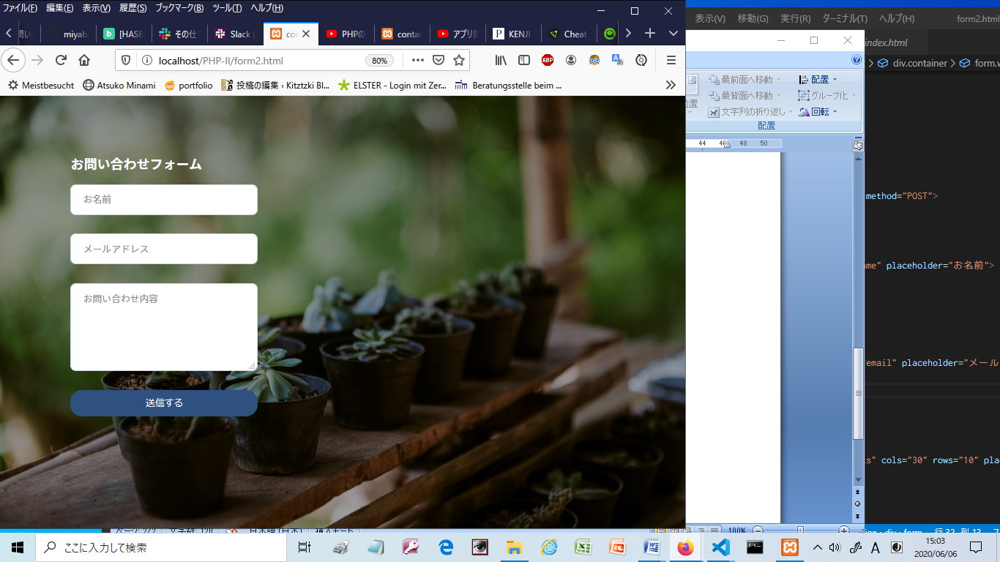 ファイル(F) 編集(E) 表示(V) 履歴(S) ブックマーク(B) ツール(T) ヘルプ(H)
miyab [HASE その仕 Slack co PHPの contac アプリ KENJI Cheat
localhost/PHP-II/form2.html 80%
Meistbesucht Atsuko Minami portfolio 投稿の編集 ‹ Kitztzki Bl... ELSTER - Login mit Zer... Beratungsstelle beim ...
お問い合わせフォーム
お名前
メールアドレス
お問い合わせ内容
送信する
表示(V) 移動(G) 実行(R) ターミナル(T) ヘルプ(H) form2.html
index.html
div.container form.w
最前面へ移動 配置
最背面へ移動 グループ化
文字列の折り返し 回転
配置
44 46 48 50
method="POST">
me" placeholder="お名前">
email" placeholder="メール
s" cols="30" rows="10" pla
100%
div form 行 32, 列 13
ここに入力して検索
A
15:03
2020/06/06